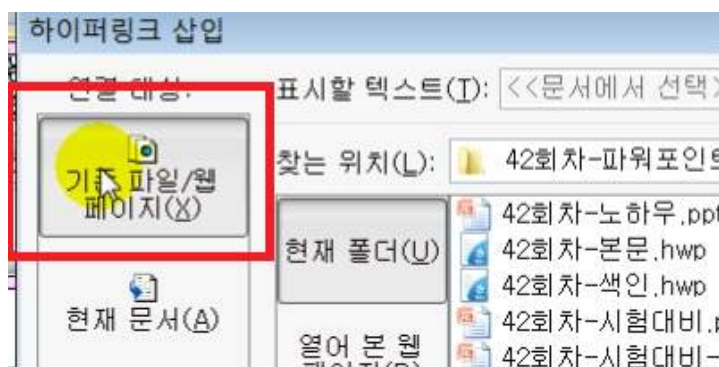 하이퍼링크 삽입
연결 대상:
표시할 텍스트(T): <<문서에서 선택>
기존 파일/웹
페이지(X)
찾는 위치(L): 42회차-파워포인트
현재 폴더(U)
42회차-노하우.ppt
42회차-본문.hwp
42회차-색인.hwp
42회차-시험대비.p
42회차-시험대비-
현재 문서(A)
열어 본 웹
페이지(B)